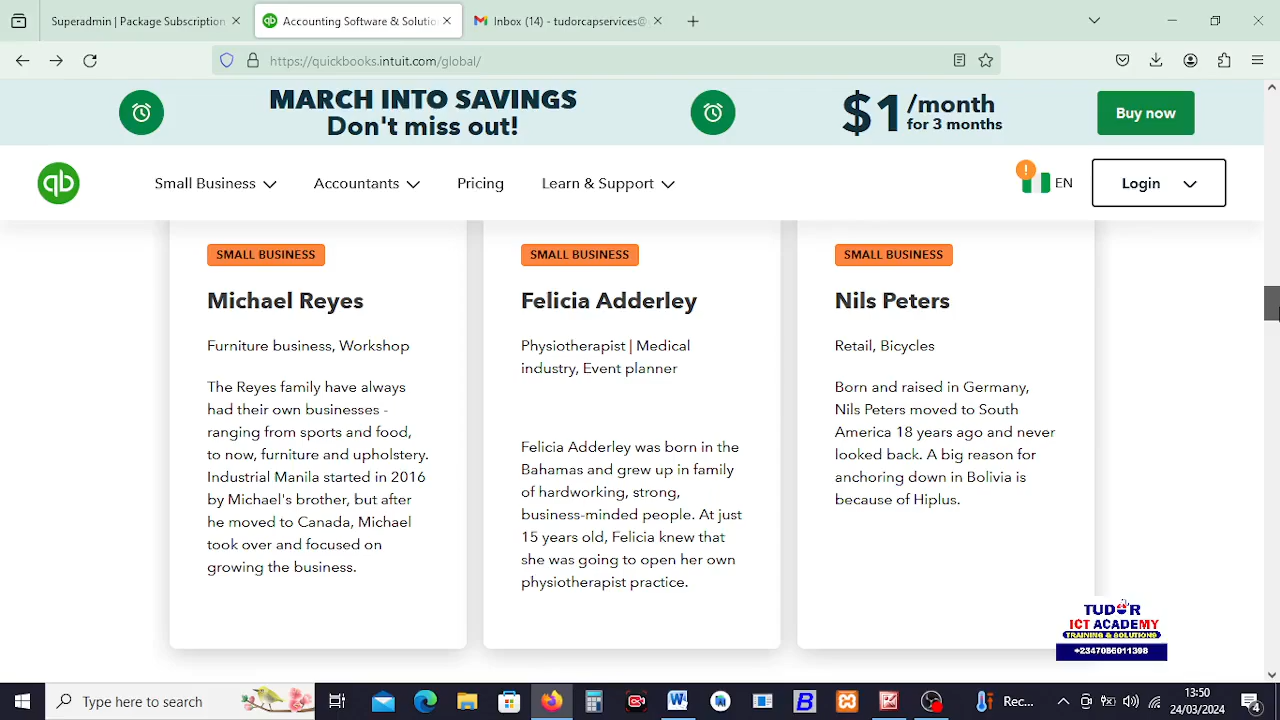 Superadmin | Package Subscription
Accounting Software & Solutio
Inbox (14) - tudorcapservices@
https://quickbooks.intuit.com/global/
MARCH INTO SAVINGS
Don't miss out!
$1 /month
for 3 months
Buy now
qb
Small Business
Accountants
Pricing
Learn & Support
! EN
Login
SMALL BUSINESS
Michael Reyes
Furniture business, Workshop
The Reyes family have always
had their own businesses -
ranging from sports and food,
to now, furniture and upholstery.
Industrial Manila started in 2016
by Michael's brother, but after
he moved to Canada, Michael
took over and focused on
growing the business.
SMALL BUSINESS
Felicia Adderley
Physiotherapist | Medical
industry, Event planner
Felicia Adderley was born in the
Bahamas and grew up in family
of hardworking, strong,
business-minded people. At just
15 years old, Felicia knew that
she was going to open her own
physiotherapist practice.
SMALL BUSINESS
Nils Peters
Retail, Bicycles
Born and raised in Germany,
Nils Peters moved to South
America 18 years ago and never
looked back. A big reason for
anchoring down in Bolivia is
because of Hiplus.
TUDOR
ICT ACADEMY
TRAINING & SOLUTIONS
+2347086011398
Type here to search
Rec...
13:50
24/03/2024
4